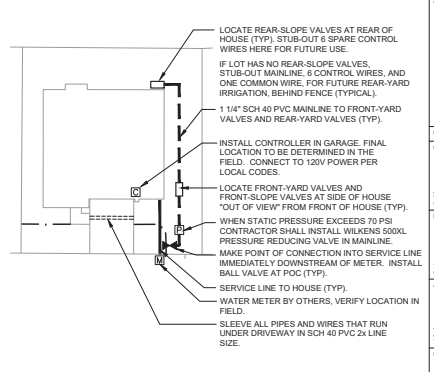 LOCATE REAR-SLOPE VALVES AT REAR OF
HOUSE (TYP). STUB-OUT 6 SPARE CONTROL
WIRES HERE FOR FUTURE USE.
IF LOT HAS NO REAR-SLOPE VALVES,
STUB-OUT MAINLINE, 6 CONTROL WIRES, AND
ONE COMMON WIRE, FOR FUTURE REAR-YARD
IRRIGATION, BEHIND FENCE (TYPICAL).
1 1/4" SCH 40 PVC MAINLINE TO FRONT-YARD
VALVES AND REAR-YARD VALVES (TYP).
INSTALL CONTROLLER IN GARAGE. FINAL
LOCATION TO BE DETERMINED IN THE
FIELD. CONNECT TO 120V POWER PER
LOCAL CODES.
C
LOCATE FRONT-YARD VALVES AND
FRONT-SLOPE VALVES AT SIDE OF HOUSE
"OUT OF VIEW" FROM FRONT OF HOUSE (TYP).
P
WHEN STATIC PRESSURE EXCEEDS 70 PSI
CONTRACTOR SHALL INSTALL WILKENS 500XL
PRESSURE REDUCING VALVE IN MAINLINE.
MAKE POINT OF CONNECTION INTO SERVICE LINE
IMMEDIATELY DOWNSTREAM OF METER. INSTALL
BALL VALVE AT POC (TYP).
SERVICE LINE TO HOUSE (TYP).
M
WATER METER BY OTHERS, VERIFY LOCATION IN
FIELD.
SLEEVE ALL PIPES AND WIRES THAT RUN
UNDER DRIVEWAY IN SCH 40 PVC 2x LINE
SIZE.